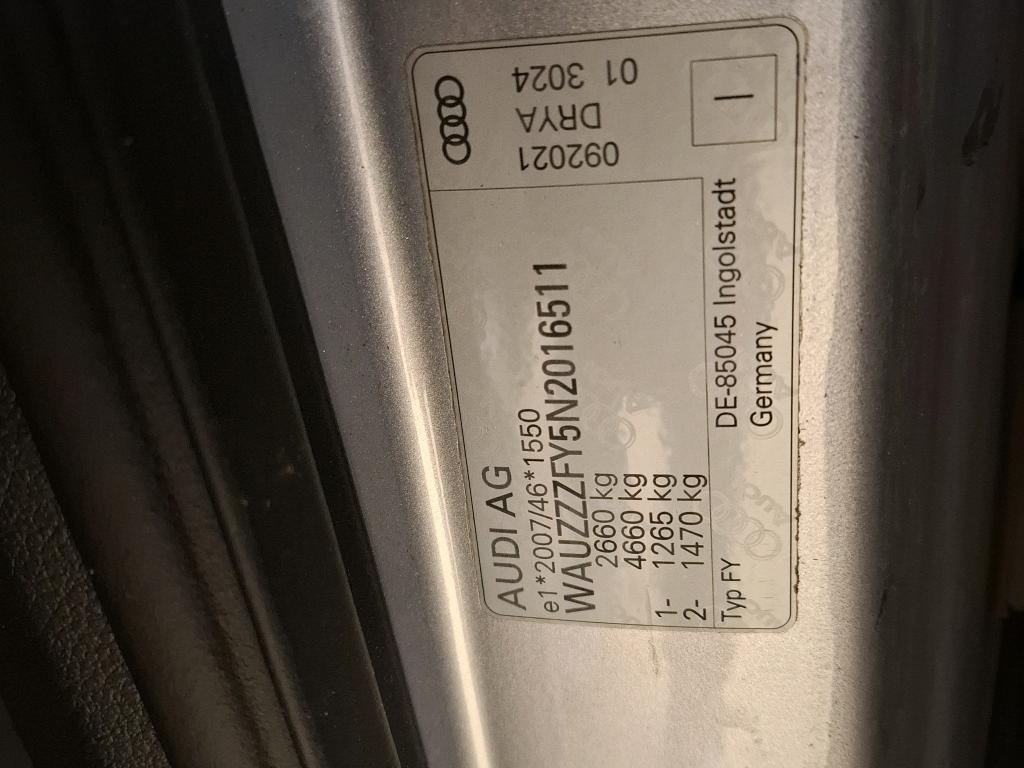 AUDI AG
e1*2007/46*1550
WAUZZZFY5N2016511
2660 kg
4660 kg
1- 1265 kg
2- 1470 kg
Typ FY
DE-85045 Ingolstadt
Germany
092021
DRYA
01 3024